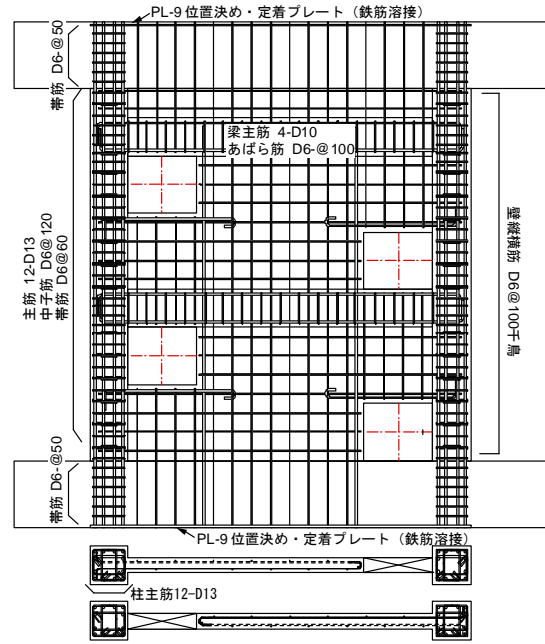 PL-9 位置決め・定着プレート（鉄筋溶接）
帯筋 D6-@50
梁主筋 4-D10
あばら筋 D6-@100
主筋 12-D13
中子筋 D6@120
帯筋 D6@60
壁縦横筋 D6@100千鳥
帯筋 D6-@50
PL-9 位置決め・定着プレート（鉄筋溶接）
柱主筋12-D13